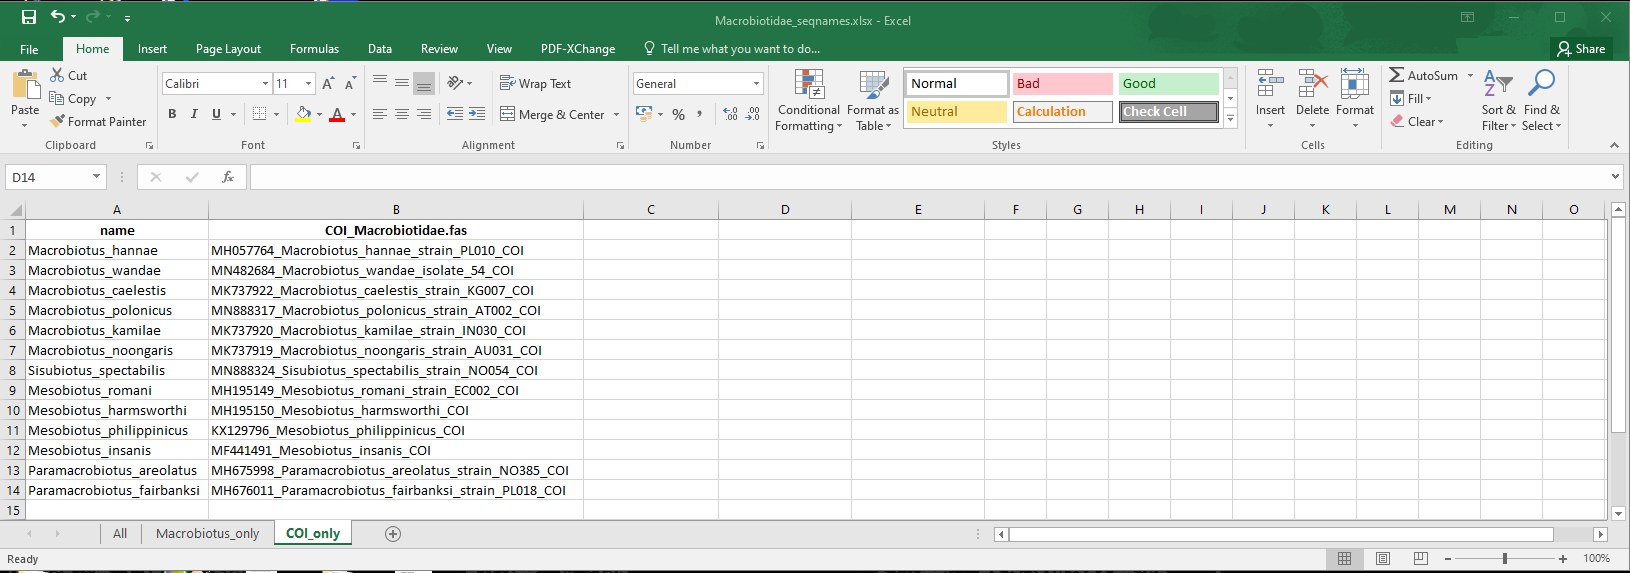 Macrobiotidae_seqnames.xlsx - Excel
File Home Insert Page Layout Formulas Data Review View PDF-XChange Tell me what you want to do... Share
Paste
Cut
Copy
Format Painter
Clipboard
Calibri 11
B I U A
Font
Wrap Text
Merge & Center
Alignment
General
%
Number
Conditional Formatting
Format as Table
Normal Bad Good
Neutral Calculation Check Cell
Styles
Insert Delete Format
Cells
AutoSum
Fill
Clear
Sort & Filter
Find & Select
Editing
D14 fx
A B C D E F G H I J K L M N O
1 name COI_Macrobiotidae.fas
2 Macrobiotus_hannae MH057764_Macrobiotus_hannae_strain_PL010_COI
3 Macrobiotus_wandae MN482684_Macrobiotus_wandae_isolate_54_COI
4 Macrobiotus_caelestis MK737922_Macrobiotus_caelestis_strain_KG007_COI
5 Macrobiotus_polonicus MN888317_Macrobiotus_polonicus_strain_AT002_COI
6 Macrobiotus_kamilae MK737920_Macrobiotus_kamilae_strain_IN030_COI
7 Macrobiotus_noongaris MK737919_Macrobiotus_noongaris_strain_AU031_COI
8 Sisubiotus_spectabilis MN888324_Sisubiotus_spectabilis_strain_NO054_COI
9 Mesobiotus_romani MH195149_Mesobiotus_romani_strain_EC002_COI
10 Mesobiotus_harmsworthi MH195150_Mesobiotus_harmsworthi_COI
11 Mesobiotus_philippinicus KX129796_Mesobiotus_philippinicus_COI
12 Mesobiotus_insanis MF441491_Mesobiotus_insanis_COI
13 Paramacrobiotus_areolatus MH675998_Paramacrobiotus_areolatus_strain_NO385_COI
14 Paramacrobiotus_fairbanksi MH676011_Paramacrobiotus_fairbanksi_strain_PL018_COI
15
All Macrobiotus_only COI_only
Ready 100%